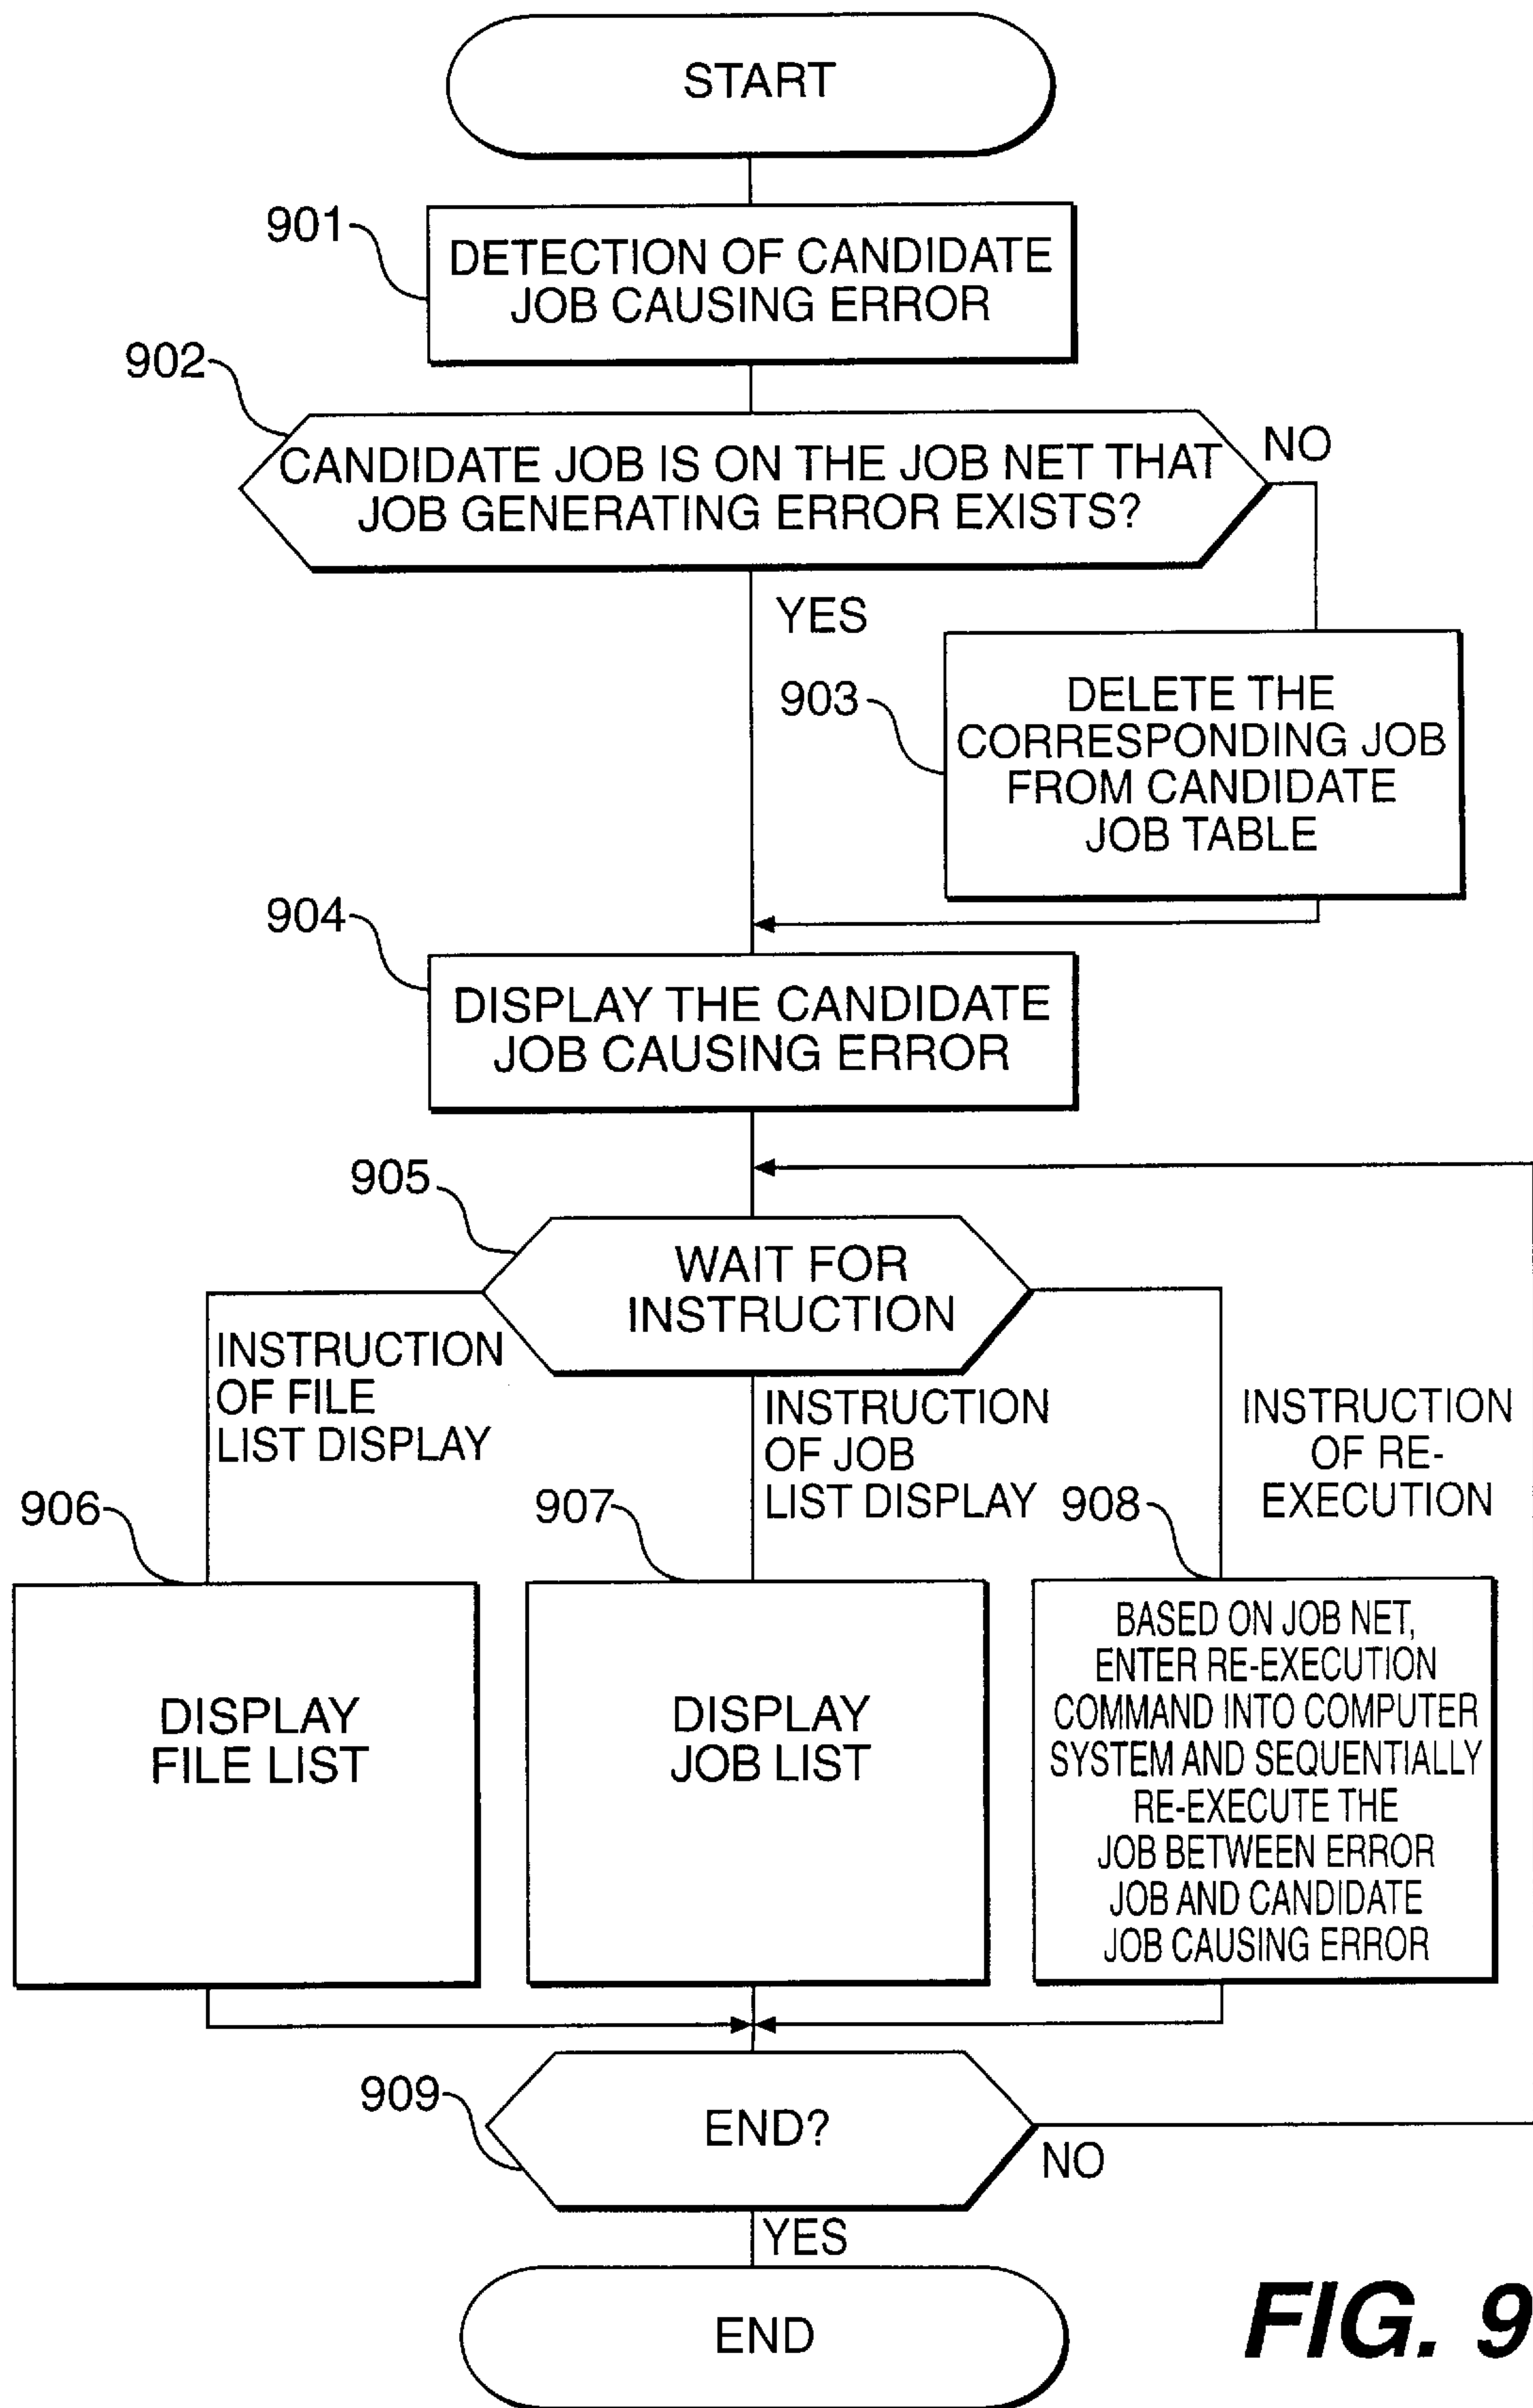 START
901
DETECTION OF CANDIDATE
JOB CAUSING ERROR
902
CANDIDATE JOB IS ON THE JOB NET THAT
JOB GENERATING ERROR EXISTS?
NO
YES
903
DELETE THE
CORRESPONDING JOB
FROM CANDIDATE
JOB TABLE
904
DISPLAY THE CANDIDATE
JOB CAUSING ERROR
905
WAIT FOR
INSTRUCTION
INSTRUCTION
OF FILE
LIST DISPLAY
INSTRUCTION
OF JOB
LIST DISPLAY
INSTRUCTION
OF RE-
EXECUTION
906
DISPLAY
FILE LIST
907
DISPLAY
JOB LIST
908
BASED ON JOB NET,
ENTER RE-EXECUTION
COMMAND INTO COMPUTER
SYSTEM AND SEQUENTIALLY
RE-EXECUTE THE
JOB BETWEEN ERROR
JOB AND CANDIDATE
JOB CAUSING ERROR
909
END?
NO
YES
END
FIG. 9